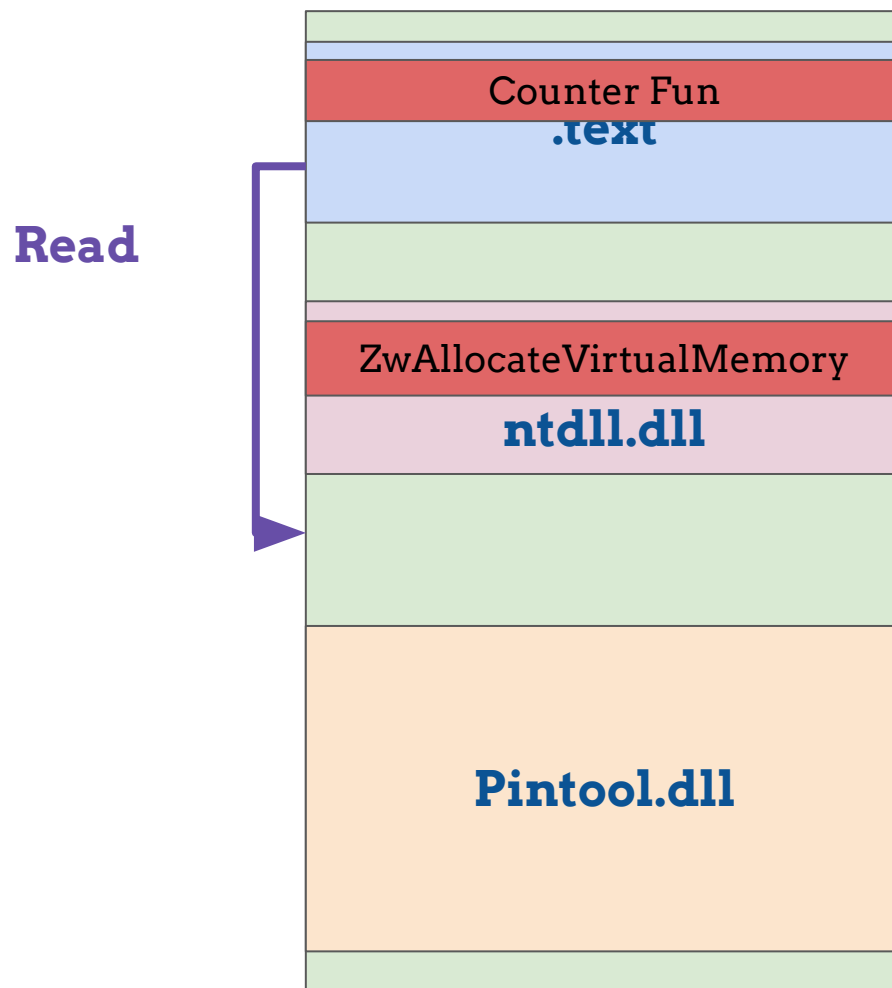 Counter Fun
.text
Read
ZwAllocateVirtualMemory
ntdll.dll
Pintool.dll